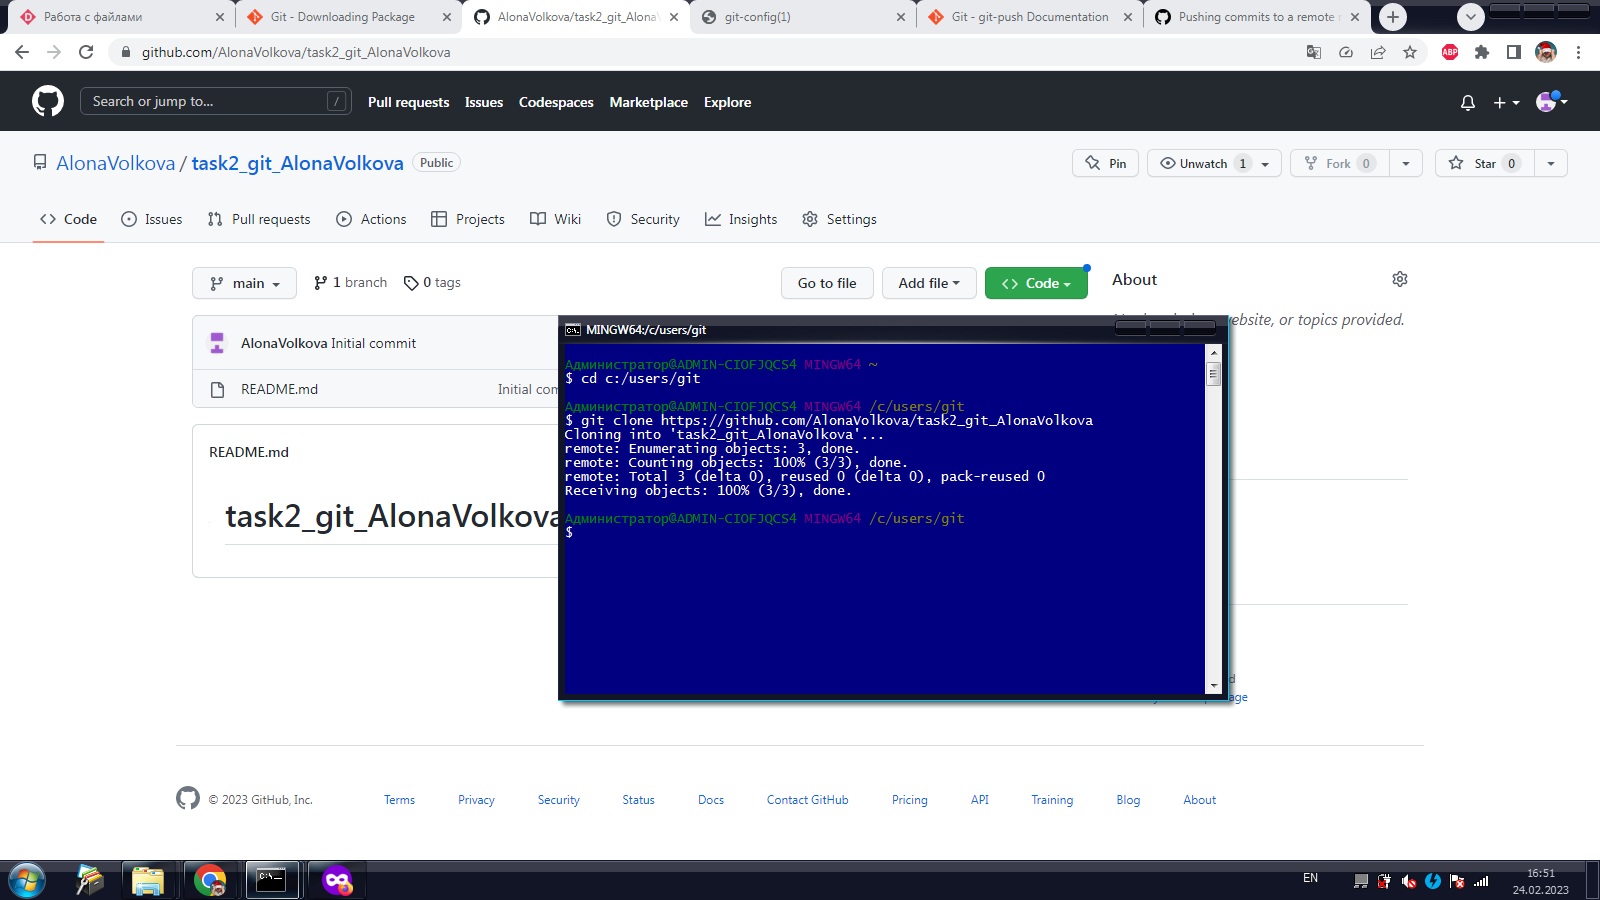 Работа с файлами
Git - Downloading Package
AlonaVolkova/task2_git_AlonaV
git-config(1)
Git - git-push Documentation
Pushing commits to a remote
github.com/AlonaVolkova/task2_git_AlonaVolkova
ABP
Search or jump to...
/
Pull requests
Issues
Codespaces
Marketplace
Explore
AlonaVolkova / task2_git_AlonaVolkova
Public
Pin
Unwatch 1
Fork 0
Star 0
Code
Issues
Pull requests
Actions
Projects
Wiki
Security
Insights
Settings
main
1 branch
0 tags
Go to file
Add file
Code
About
ebsite, or topics provided.
AlonaVolkova Initial commit
README.md
Initial com
README.md
task2_git_AlonaVolkova
MINGW64:/c/users/git
Администратор@ADMIN-CIOFJQCS4 MINGW64 ~
$ cd c:/users/git
Администратор@ADMIN-CIOFJQCS4 MINGW64 /c/users/git
$ git clone https://github.com/AlonaVolkova/task2_git_AlonaVolkova
Cloning into 'task2_git_AlonaVolkova'...
remote: Enumerating objects: 3, done.
remote: Counting objects: 100% (3/3), done.
remote: Total 3 (delta 0), reused 0 (delta 0), pack-reused 0
Receiving objects: 100% (3/3), done.
Администратор@ADMIN-CIOFJQCS4 MINGW64 /c/users/git
$
© 2023 GitHub, Inc.
Terms
Privacy
Security
Status
Docs
Contact GitHub
Pricing
API
Training
Blog
About
EN
16:51
24.02.2023